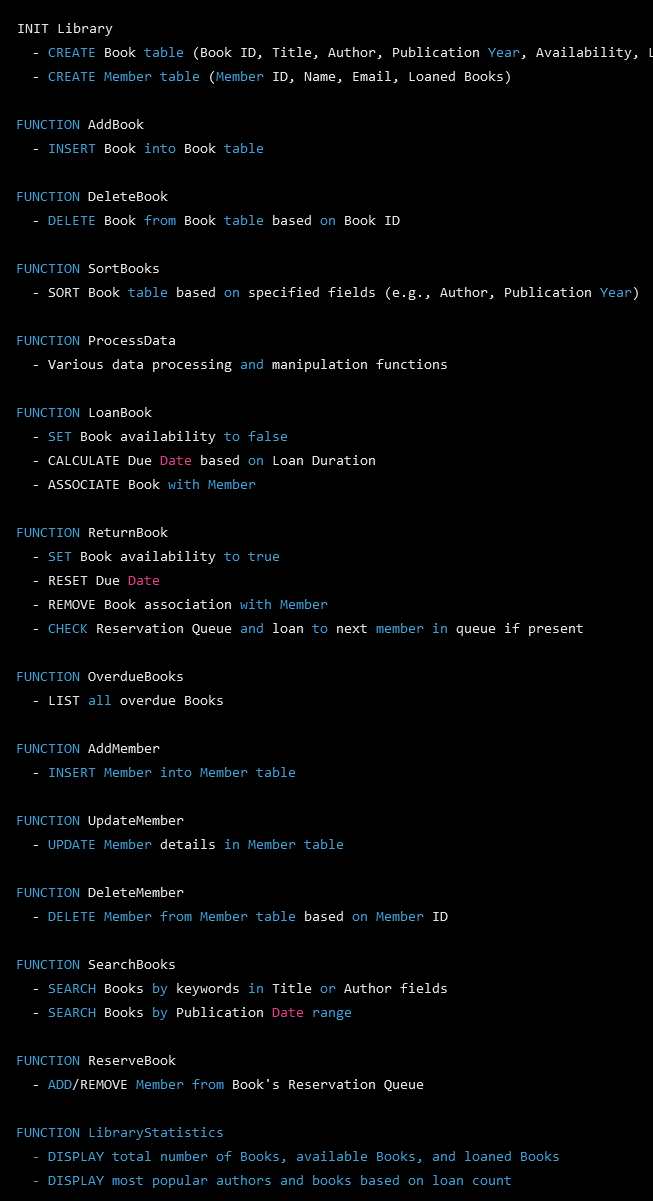 INIT Library
- CREATE Book table (Book ID, Title, Author, Publication Year, Availability, L
- CREATE Member table (Member ID, Name, Email, Loaned Books)
FUNCTION AddBook
- INSERT Book into Book table
FUNCTION DeleteBook
- DELETE Book from Book table based on Book ID
FUNCTION SortBooks
- SORT Book table based on specified fields (e.g., Author, Publication Year)
FUNCTION ProcessData
- Various data processing and manipulation functions
FUNCTION LoanBook
- SET Book availability to false
- CALCULATE Due Date based on Loan Duration
- ASSOCIATE Book with Member
FUNCTION ReturnBook
- SET Book availability to true
- RESET Due Date
- REMOVE Book association with Member
- CHECK Reservation Queue and loan to next member in queue if present
FUNCTION OverdueBooks
- LIST all overdue Books
FUNCTION AddMember
- INSERT Member into Member table
FUNCTION UpdateMember
- UPDATE Member details in Member table
FUNCTION DeleteMember
- DELETE Member from Member table based on Member ID
FUNCTION SearchBooks
- SEARCH Books by keywords in Title or Author fields
- SEARCH Books by Publication Date range
FUNCTION ReserveBook
- ADD/REMOVE Member from Book's Reservation Queue
FUNCTION LibraryStatistics
- DISPLAY total number of Books, available Books, and loaned Books
- DISPLAY most popular authors and books based on loan count